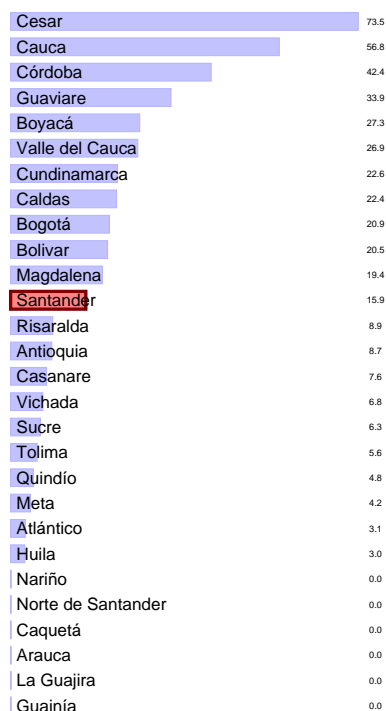 Cesar 73.5
Cauca 56.8
Córdoba 42.4
Guaviare 33.9
Boyacá 27.3
Valle del Cauca 26.9
Cundinamarca 22.6
Caldas 22.4
Bogotá 20.9
Bolivar 20.5
Magdalena 19.4
Santander 15.9
Risaralda 8.9
Antioquia 8.7
Casanare 7.6
Vichada 6.8
Sucre 6.3
Tolima 5.6
Quindío 4.8
Meta 4.2
Atlántico 3.1
Huila 3.0
Nariño 0.0
Norte de Santander 0.0
Caquetá 0.0
Arauca 0.0
La Guajira 0.0
Guainía 0.0